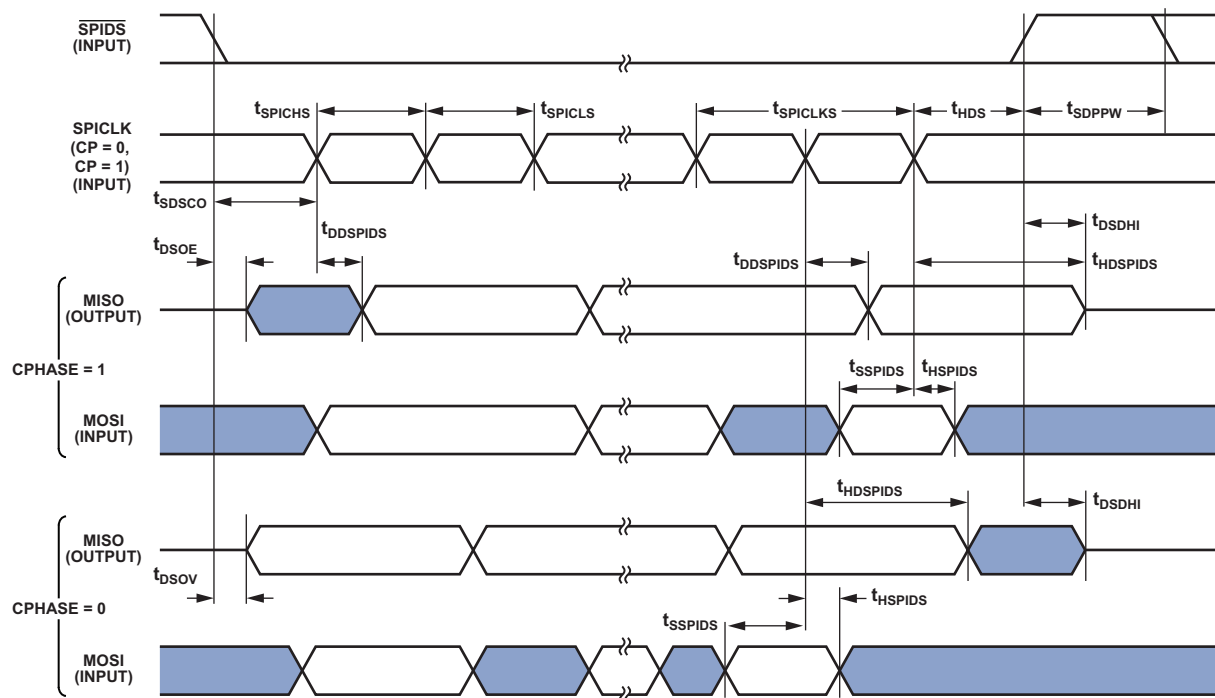 SPIDS
(INPUT)
tSPICHS
tSPICLS
tSPICLKS
tHDS
tSDPPW
SPICLK
(CP = 0,
CP = 1)
(INPUT)
tSDSCO
tDSOE
tDDSPIDS
tDDSPIDS
tDSDHI
tHDSPIDS
MISO
(OUTPUT)
CPHASE = 1
tSSPIDS
tHSPIDS
MOSI
(INPUT)
tHDSPIDS
tDSDHI
MISO
(OUTPUT)
tDSOV
CPHASE = 0
tSSPIDS
tHSPIDS
MOSI
(INPUT)